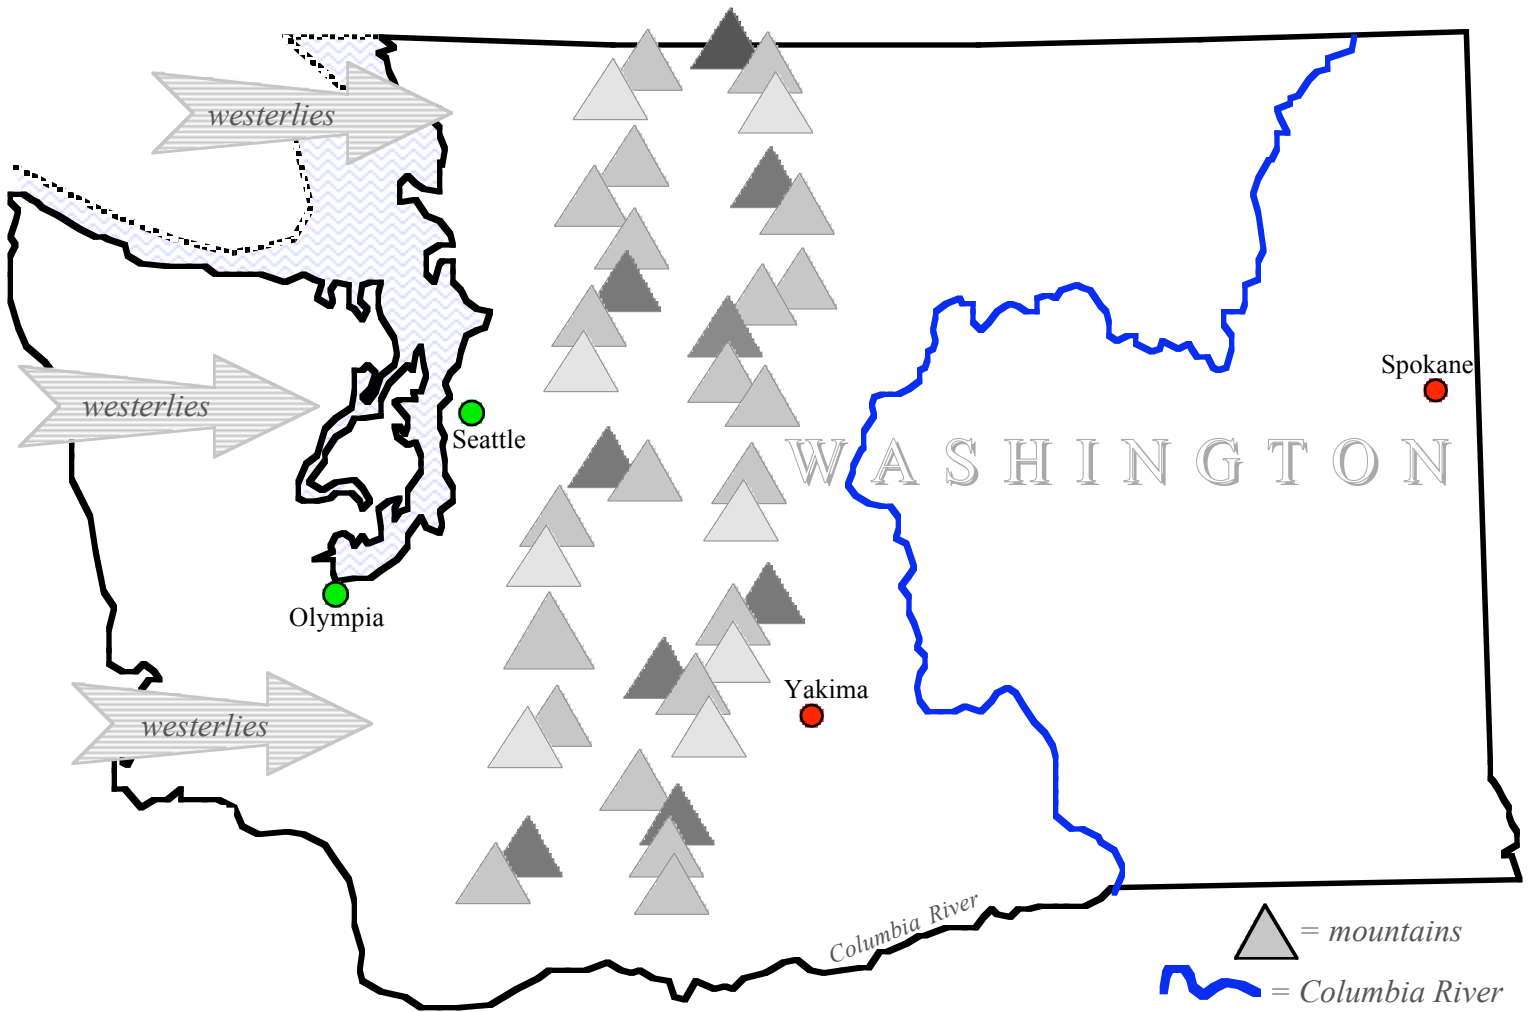 westerlies
Spokane
westerlies
Seattle
WASHINGTON
Olympia
Yakima
westerlies
Columbia River
= mountains
= Columbia River